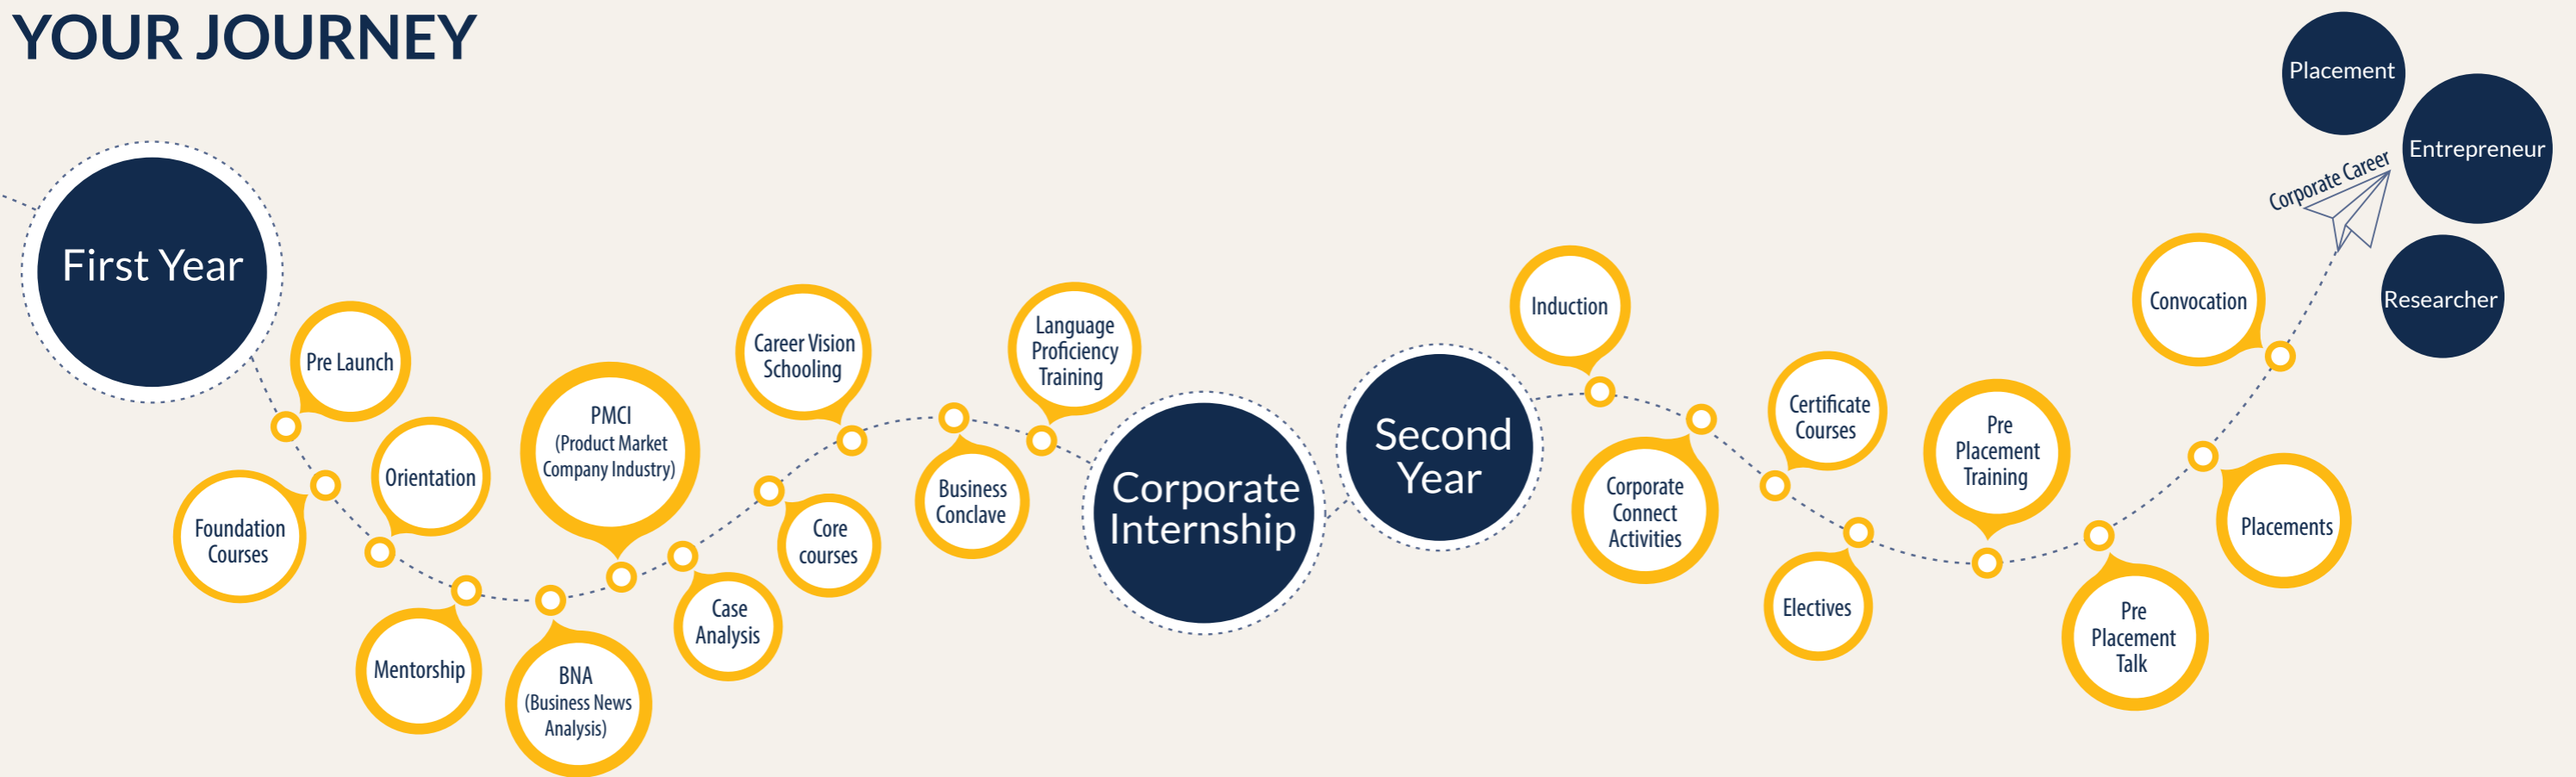 YOUR JOURNEY
First Year
Pre Launch
Foundation
Courses
Orientation
Mentorship
BNA
(Business News
Analysis)
PMCI
(Product Market
Company Industry)
Case
Analysis
Core
courses
Career Vision
Schooling
Business
Conclave
Language
Proficiency
Training
Corporate
Internship
Second
Year
Induction
Corporate
Connect
Activities
Certificate
Courses
Electives
Pre
Placement
Training
Pre
Placement
Talk
Placements
Convocation
Corporate Career
Placement
Entrepreneur
Researcher